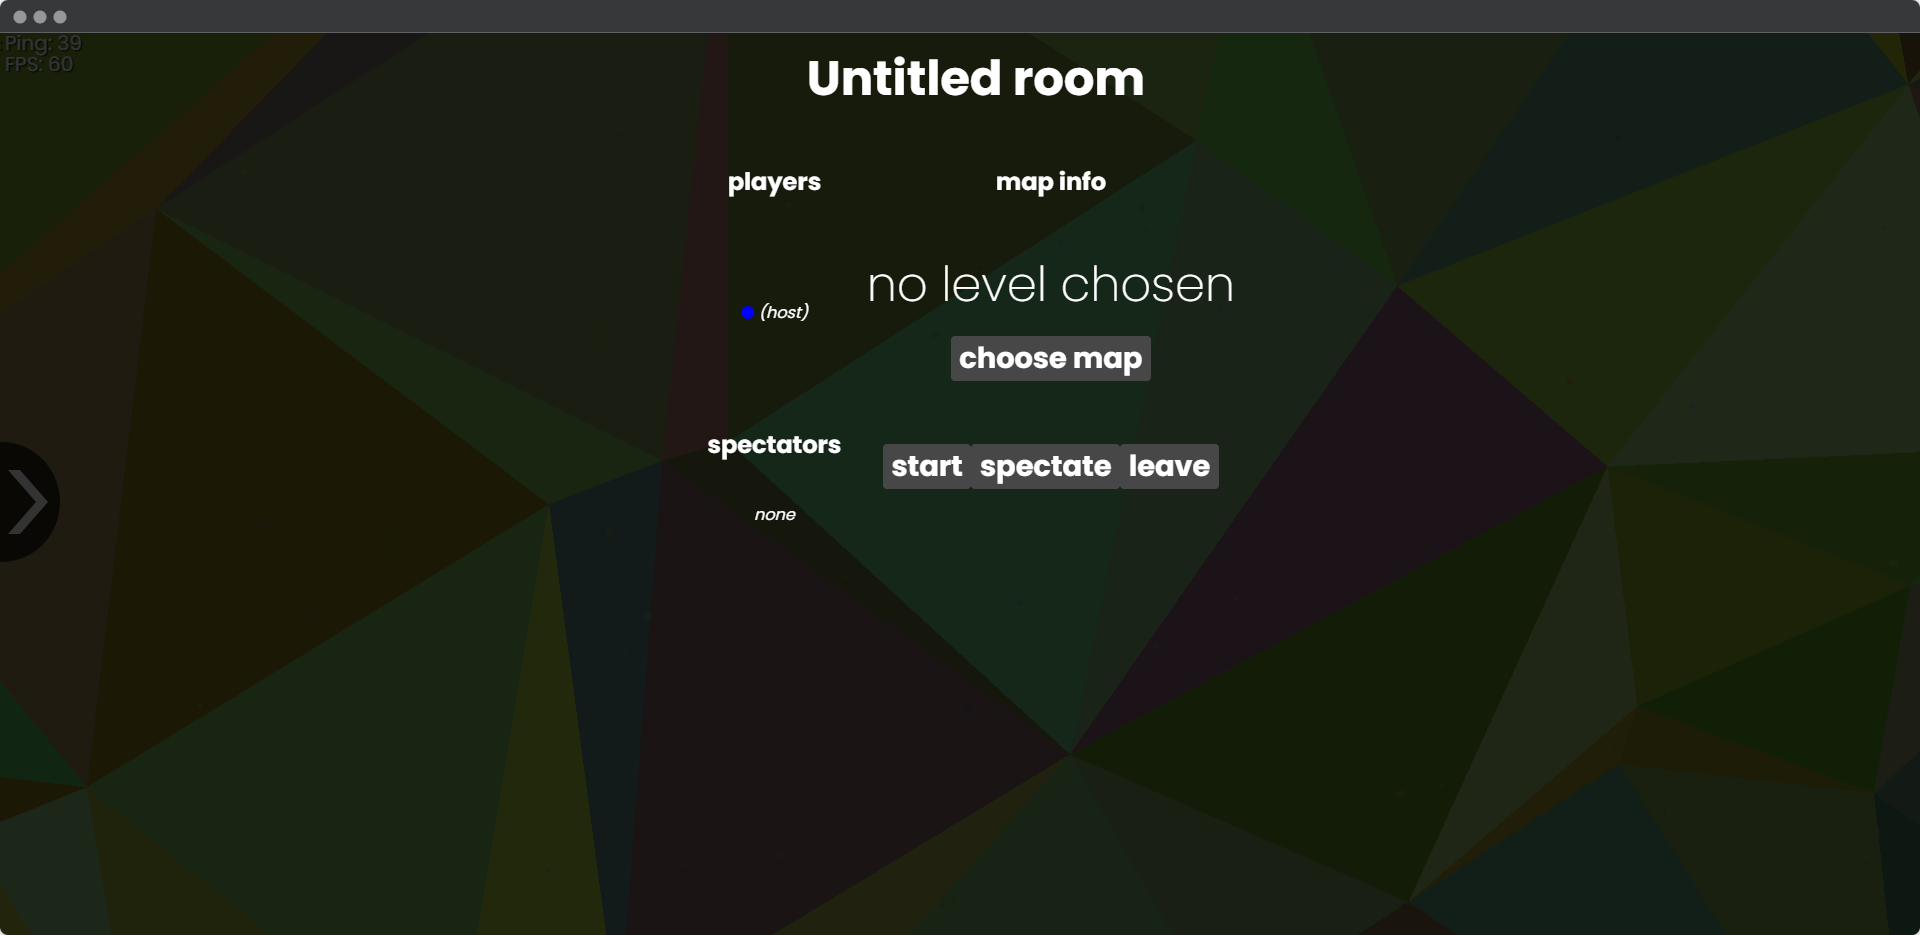 Ping: 39
FPS: 60
Untitled room
players
map info
(host)
no level chosen
choose map
spectators
none
start spectate leave